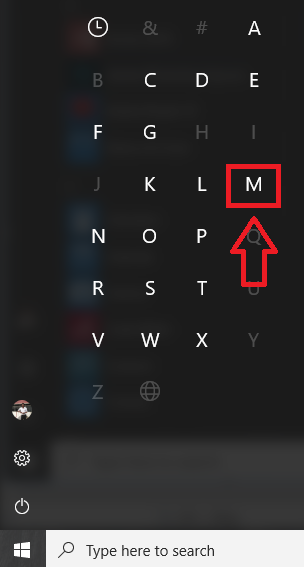 & # A
B C D E
F G H I
J K L M
N O P Q
R S T U
V W X Y
Z
Type here to search